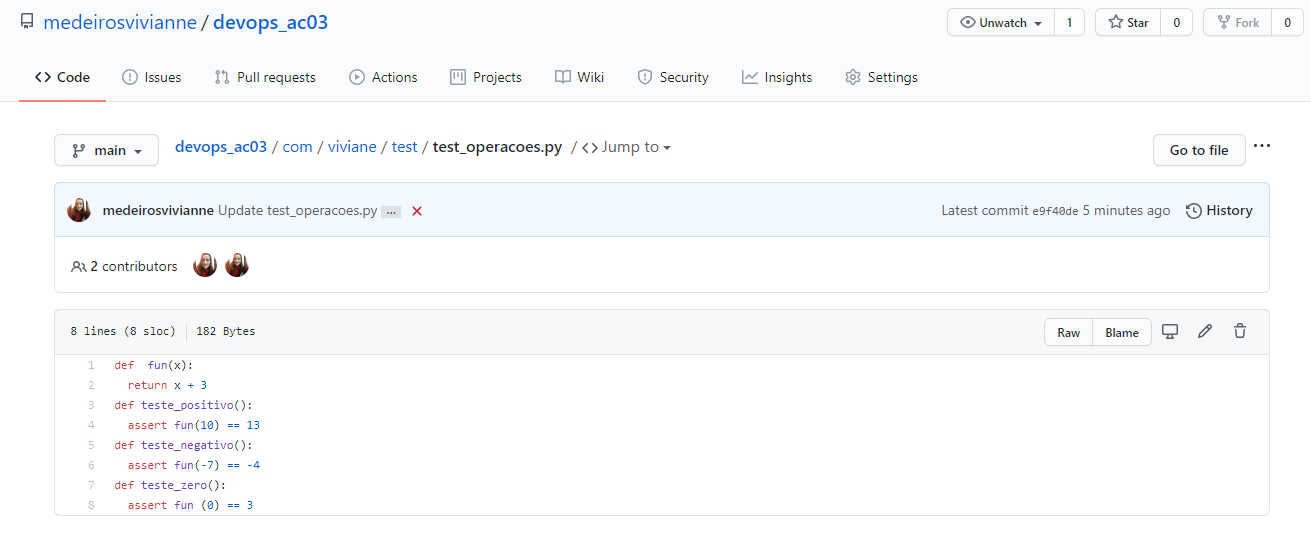 medeirosvivianne / devops_ac03
Unwatch 1 Star 0 Fork 0
Code Issues Pull requests Actions Projects Wiki Security Insights Settings
main devops_ac03 / com / viviane / test / test_operacoes.py / <> Jump to Go to file ...
medeirosvivianne Update test_operacoes.py ... Latest commit e9f40de 5 minutes ago History
2 contributors
8 lines (8 sloc) 182 Bytes Raw Blame
1 def  fun(x):
2   return x + 3
3 def teste_positivo():
4   assert fun(10) == 13
5 def teste_negativo():
6   assert fun(-7) == -4
7 def teste_zero():
8   assert fun (0) == 3